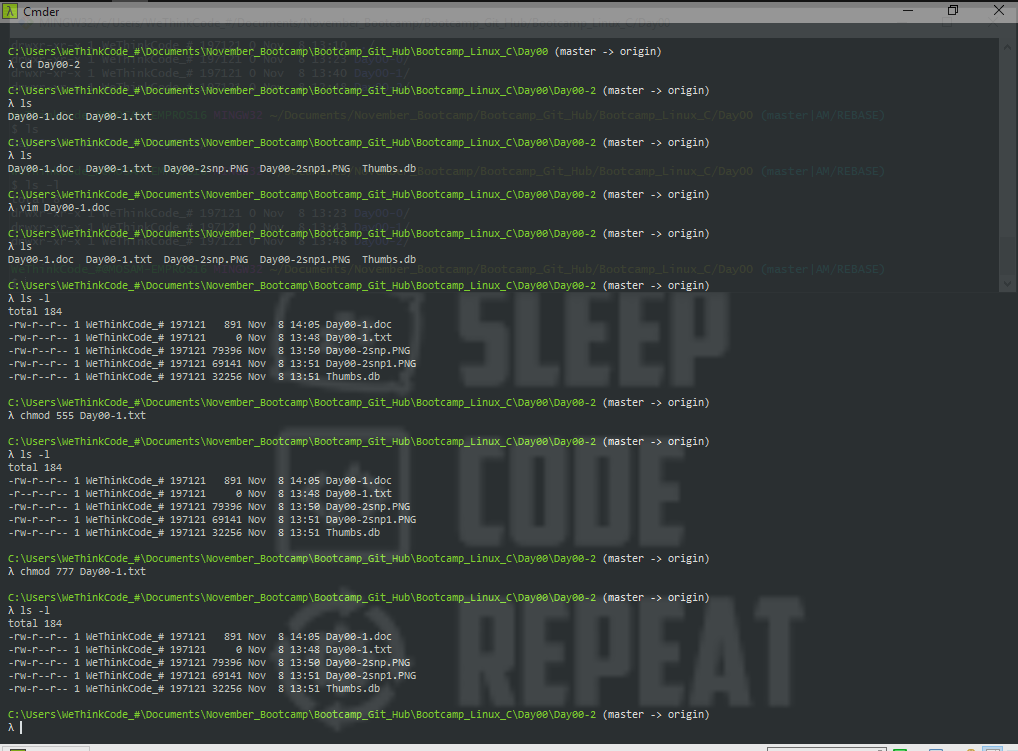 Cmder
C:\Users\WeThinkCode_#\Documents\November_Bootcamp\Bootcamp_Git_Hub\Bootcamp_Linux_C\Day00 (master -> origin)
λ cd Day00-2
C:\Users\WeThinkCode_#\Documents\November_Bootcamp\Bootcamp_Git_Hub\Bootcamp_Linux_C\Day00\Day00-2 (master -> origin)
λ ls
Day00-1.doc  Day00-1.txt
C:\Users\WeThinkCode_#\Documents\November_Bootcamp\Bootcamp_Git_Hub\Bootcamp_Linux_C\Day00\Day00-2 (master -> origin)
λ ls
Day00-1.doc  Day00-1.txt  Day00-2snp.PNG  Day00-2snp1.PNG  Thumbs.db
C:\Users\WeThinkCode_#\Documents\November_Bootcamp\Bootcamp_Git_Hub\Bootcamp_Linux_C\Day00\Day00-2 (master -> origin)
λ vim Day00-1.doc
C:\Users\WeThinkCode_#\Documents\November_Bootcamp\Bootcamp_Git_Hub\Bootcamp_Linux_C\Day00\Day00-2 (master -> origin)
λ ls
Day00-1.doc  Day00-1.txt  Day00-2snp.PNG  Day00-2snp1.PNG  Thumbs.db
C:\Users\WeThinkCode_#\Documents\November_Bootcamp\Bootcamp_Git_Hub\Bootcamp_Linux_C\Day00\Day00-2 (master -> origin)
λ ls -l
total 184
-rw-r--r-- 1 WeThinkCode_# 197121   891 Nov  8 14:05 Day00-1.doc
-rw-r--r-- 1 WeThinkCode_# 197121     0 Nov  8 13:48 Day00-1.txt
-rw-r--r-- 1 WeThinkCode_# 197121 79396 Nov  8 13:50 Day00-2snp.PNG
-rw-r--r-- 1 WeThinkCode_# 197121 69141 Nov  8 13:51 Day00-2snp1.PNG
-rw-r--r-- 1 WeThinkCode_# 197121 32256 Nov  8 13:51 Thumbs.db
C:\Users\WeThinkCode_#\Documents\November_Bootcamp\Bootcamp_Git_Hub\Bootcamp_Linux_C\Day00\Day00-2 (master -> origin)
λ chmod 555 Day00-1.txt
C:\Users\WeThinkCode_#\Documents\November_Bootcamp\Bootcamp_Git_Hub\Bootcamp_Linux_C\Day00\Day00-2 (master -> origin)
λ ls -l
total 184
-rw-r--r-- 1 WeThinkCode_# 197121   891 Nov  8 14:05 Day00-1.doc
-r--r--r-- 1 WeThinkCode_# 197121     0 Nov  8 13:48 Day00-1.txt
-rw-r--r-- 1 WeThinkCode_# 197121 79396 Nov  8 13:50 Day00-2snp.PNG
-rw-r--r-- 1 WeThinkCode_# 197121 69141 Nov  8 13:51 Day00-2snp1.PNG
-rw-r--r-- 1 WeThinkCode_# 197121 32256 Nov  8 13:51 Thumbs.db
C:\Users\WeThinkCode_#\Documents\November_Bootcamp\Bootcamp_Git_Hub\Bootcamp_Linux_C\Day00\Day00-2 (master -> origin)
λ chmod 777 Day00-1.txt
C:\Users\WeThinkCode_#\Documents\November_Bootcamp\Bootcamp_Git_Hub\Bootcamp_Linux_C\Day00\Day00-2 (master -> origin)
λ ls -l
total 184
-rw-r--r-- 1 WeThinkCode_# 197121   891 Nov  8 14:05 Day00-1.doc
-rw-r--r-- 1 WeThinkCode_# 197121     0 Nov  8 13:48 Day00-1.txt
-rw-r--r-- 1 WeThinkCode_# 197121 79396 Nov  8 13:50 Day00-2snp.PNG
-rw-r--r-- 1 WeThinkCode_# 197121 69141 Nov  8 13:51 Day00-2snp1.PNG
-rw-r--r-- 1 WeThinkCode_# 197121 32256 Nov  8 13:51 Thumbs.db
C:\Users\WeThinkCode_#\Documents\November_Bootcamp\Bootcamp_Git_Hub\Bootcamp_Linux_C\Day00\Day00-2 (master -> origin)
λ
SLEEP
CODE
REPEAT